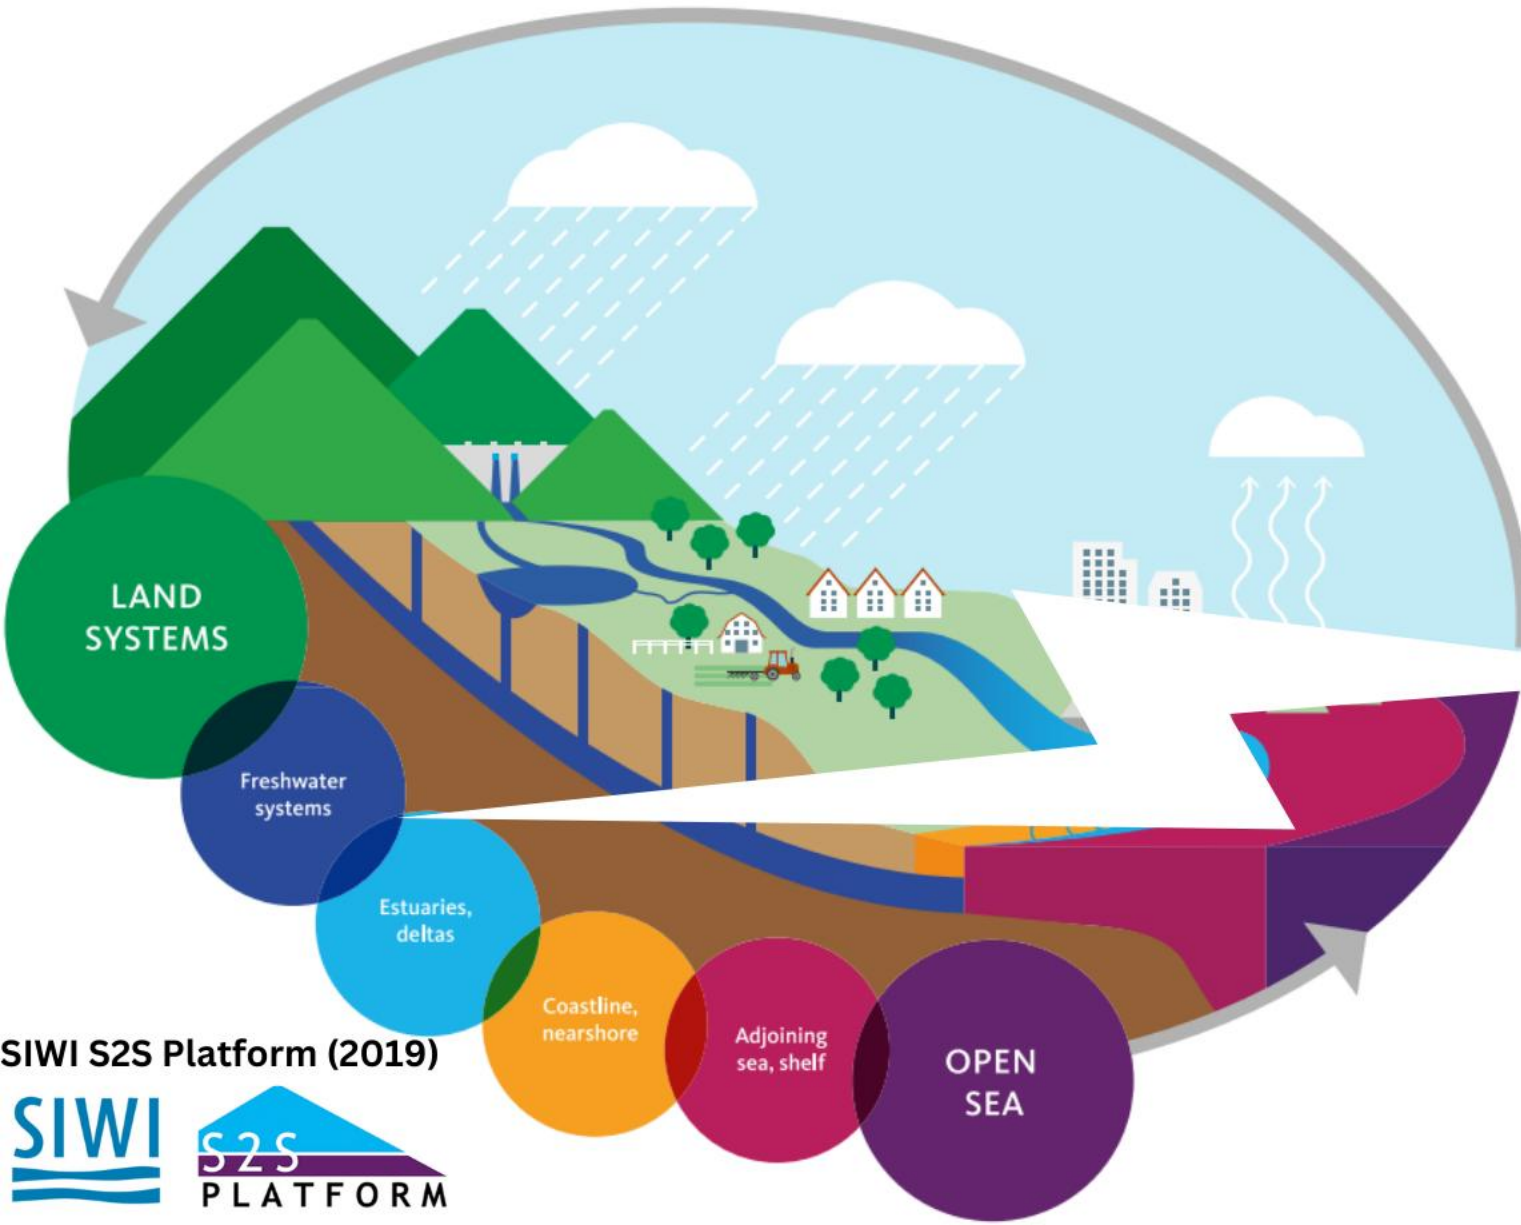 LAND
SYSTEMS
Freshwater
systems
Estuaries,
deltas
Coastline,
nearshore
Adjoining
sea, shelf
OPEN
SEA
SIWI S2S Platform (2019)
SIWI
S2S
PLATFORM